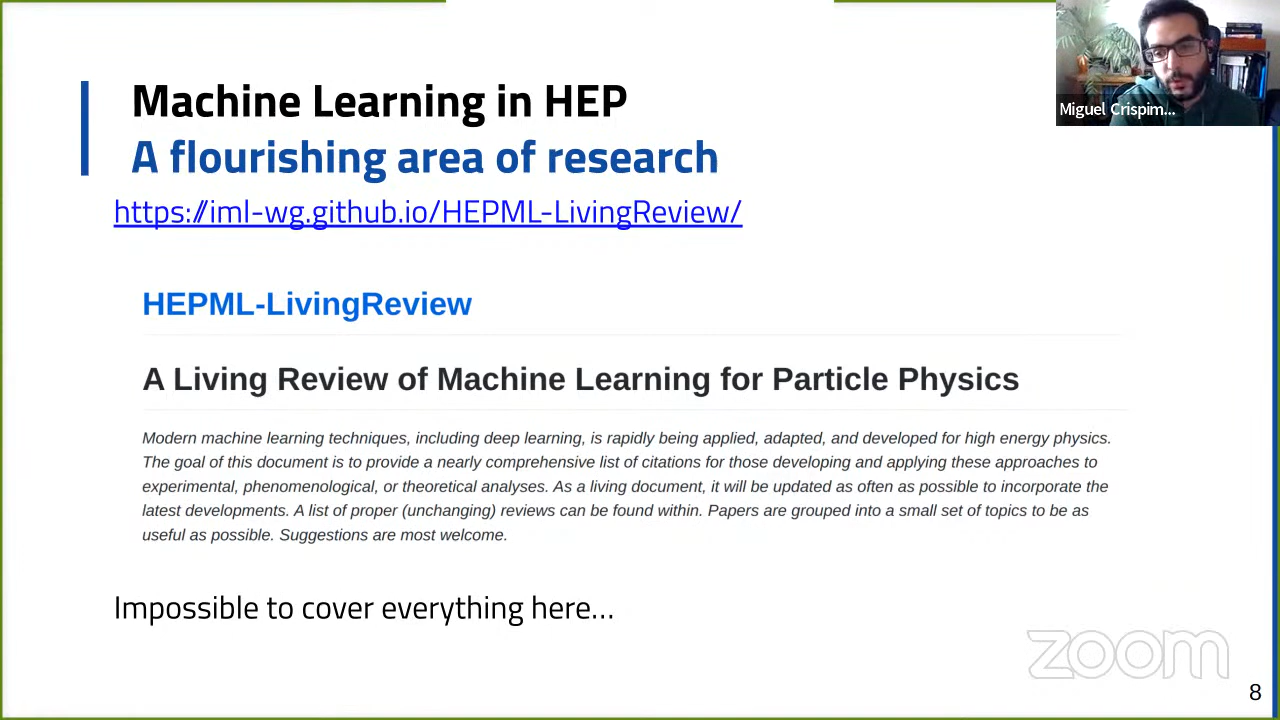 Machine Learning in HEP
A flourishing area of research
https://iml-wg.github.io/HEPML-LivingReview/
HEPML-LivingReview
A Living Review of Machine Learning for Particle Physics
Modern machine learning techniques, including deep learning, is rapidly being applied, adapted, and developed for high energy physics.
The goal of this document is to provide a nearly comprehensive list of citations for those developing and applying these approaches to
experimental, phenomenological, or theoretical analyses. As a living document, it will be updated as often as possible to incorporate the
latest developments. A list of proper (unchanging) reviews can be found within. Papers are grouped into a small set of topics to be as
useful as possible. Suggestions are most welcome.
Impossible to cover everything here...
Miguel Crispim...
zoom
8